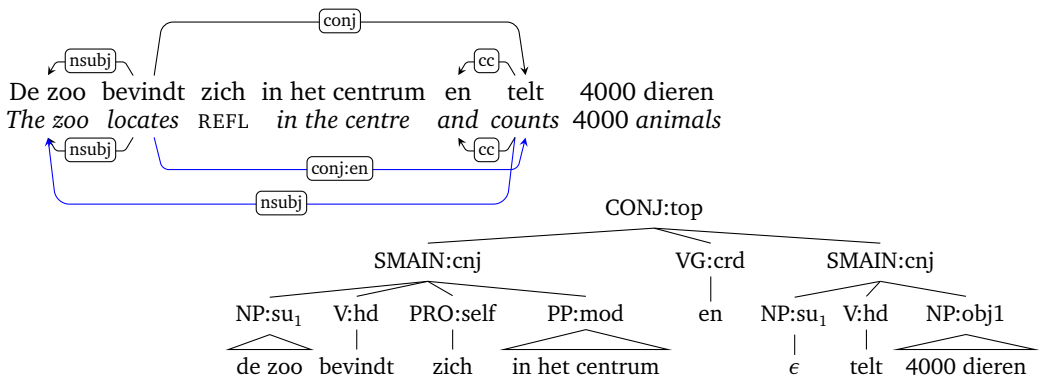 conj
nsubj cc
De zoo bevindt zich in het centrum en telt 4000 dieren
The zoo locates REFL in the centre and counts 4000 animals
nsubj cc
conj:en
nsubj
CONJ:top
SMAIN:cnj VG:crd SMAIN:cnj
NP:su₁ V:hd PRO:self PP:mod en NP:su₁ V:hd NP:obj1
de zoo bevindt zich in het centrum ϵ telt 4000 dieren